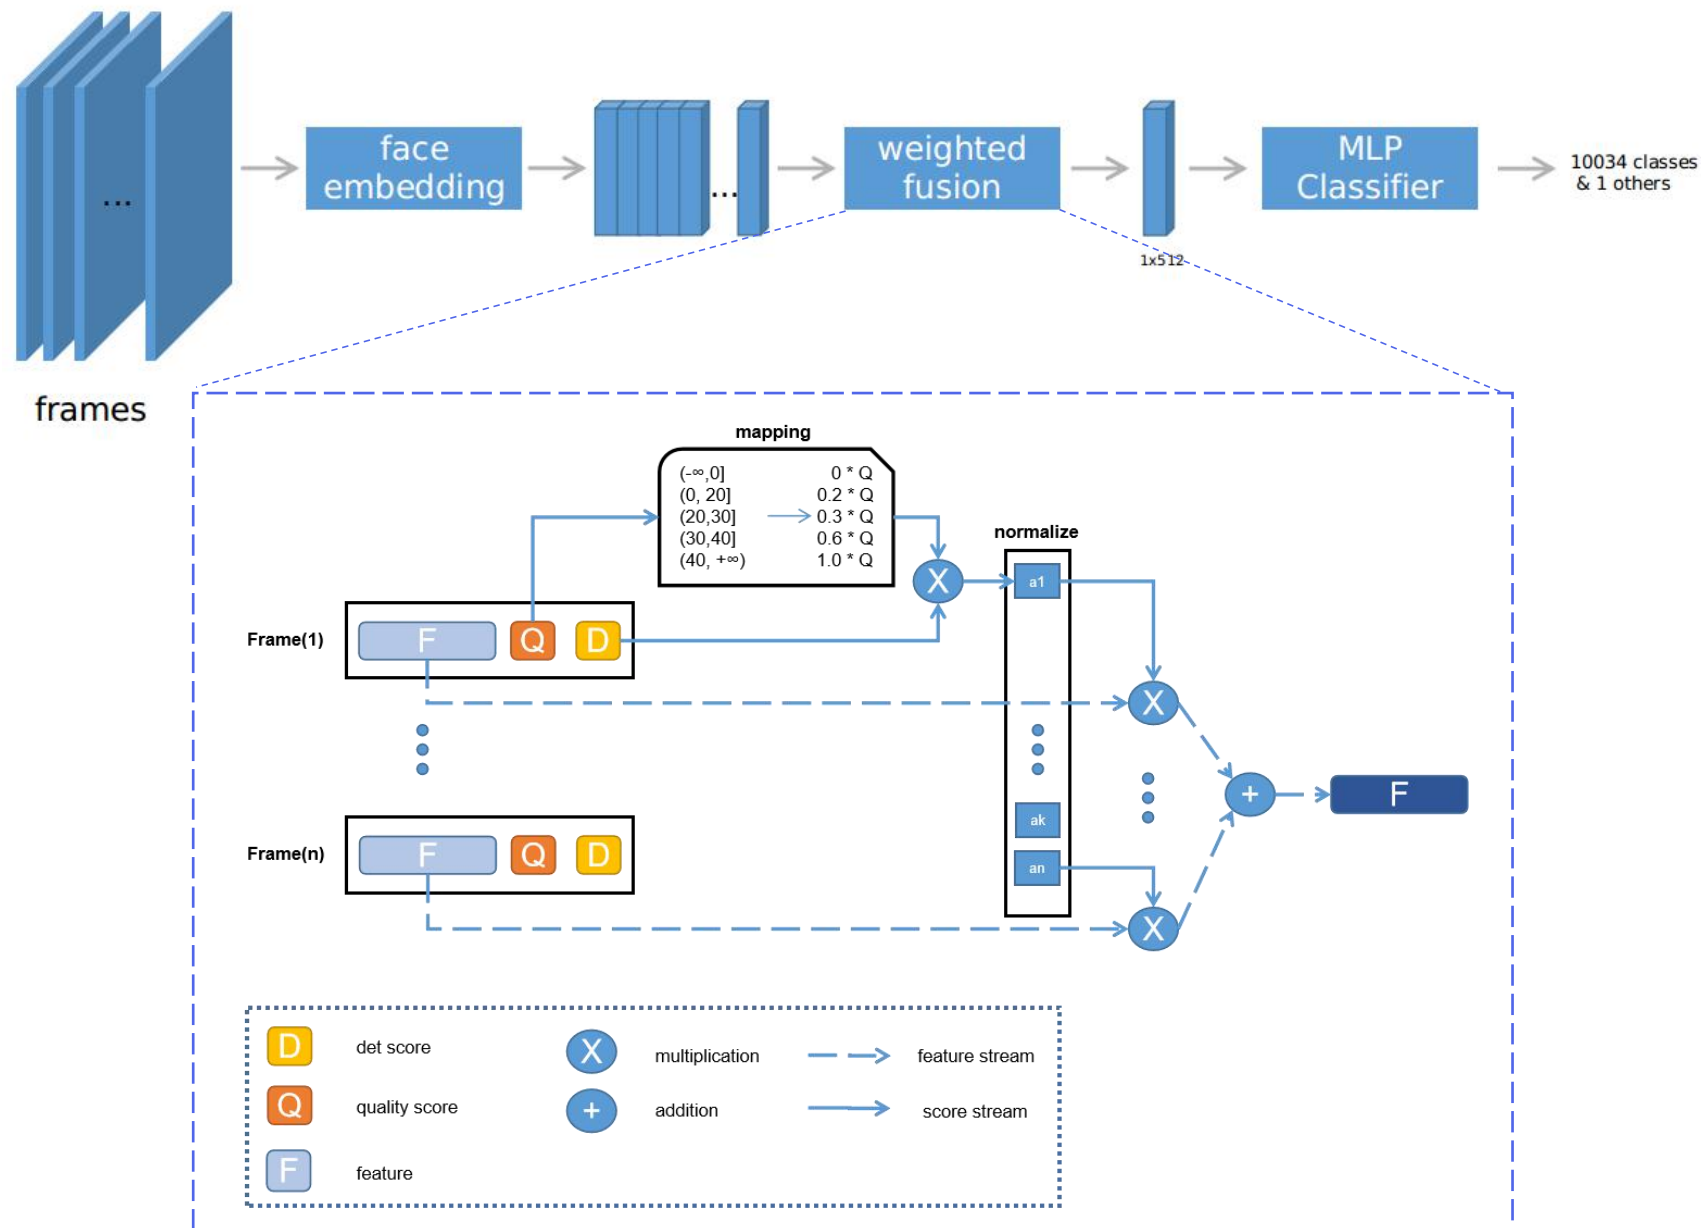 ...
face
embedding
...
weighted
fusion
1x512
MLP
Classifier
10034 classes
& 1 others
frames
mapping
(-∞,0] 0 * Q
(0, 20] 0.2 * Q
(20,30] 0.3 * Q
(30,40] 0.6 * Q
(40, +∞) 1.0 * Q
normalize
X
a1
Frame(1)
F Q D
X
+
F
ak
Frame(n)
F Q D
an
X
D det score
X multiplication
feature stream
Q quality score
+ addition
score stream
F feature